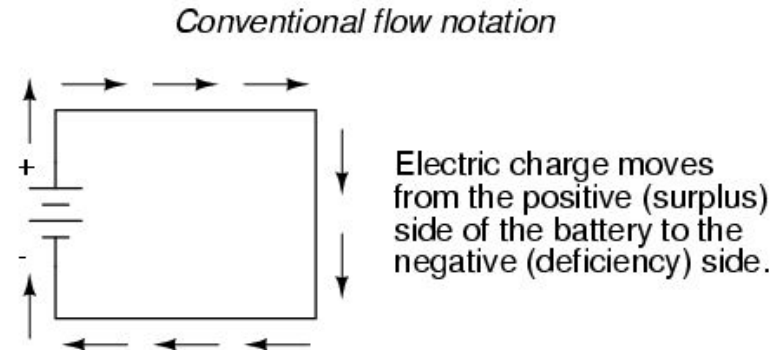 Conventional flow notation
+
-
Electric charge moves
from the positive (surplus)
side of the battery to the
negative (deficiency) side.